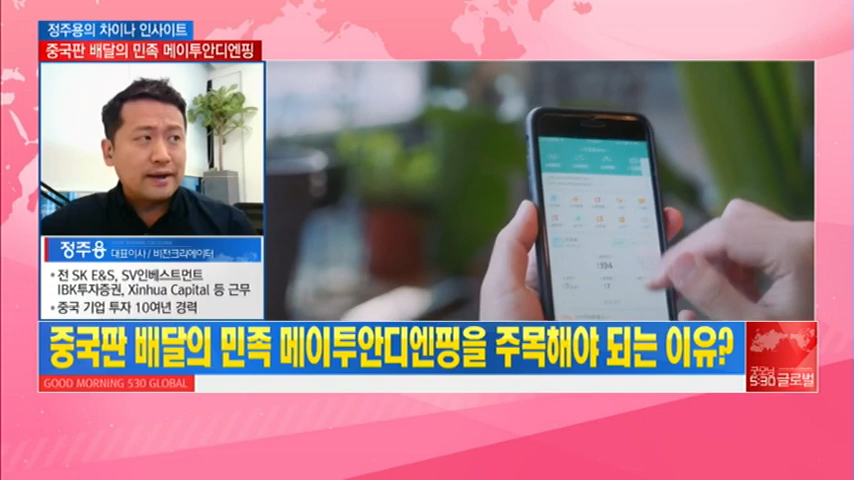 정주용의 차이나 인사이트
중국판 배달의 민족 메이투안디엔핑
정주용 대표이사 / 비전크리에이터
• 전 SK E&S, SV인베스트먼트
IBK투자증권, Xinhua Capital 등 근무
• 중국 기업 투자 10여년 경력
중국판 배달의 민족 메이투안디엔핑을 주목해야 되는 이유?
굿모닝
5:30 글로벌
GOOD MORNING 530 GLOBAL